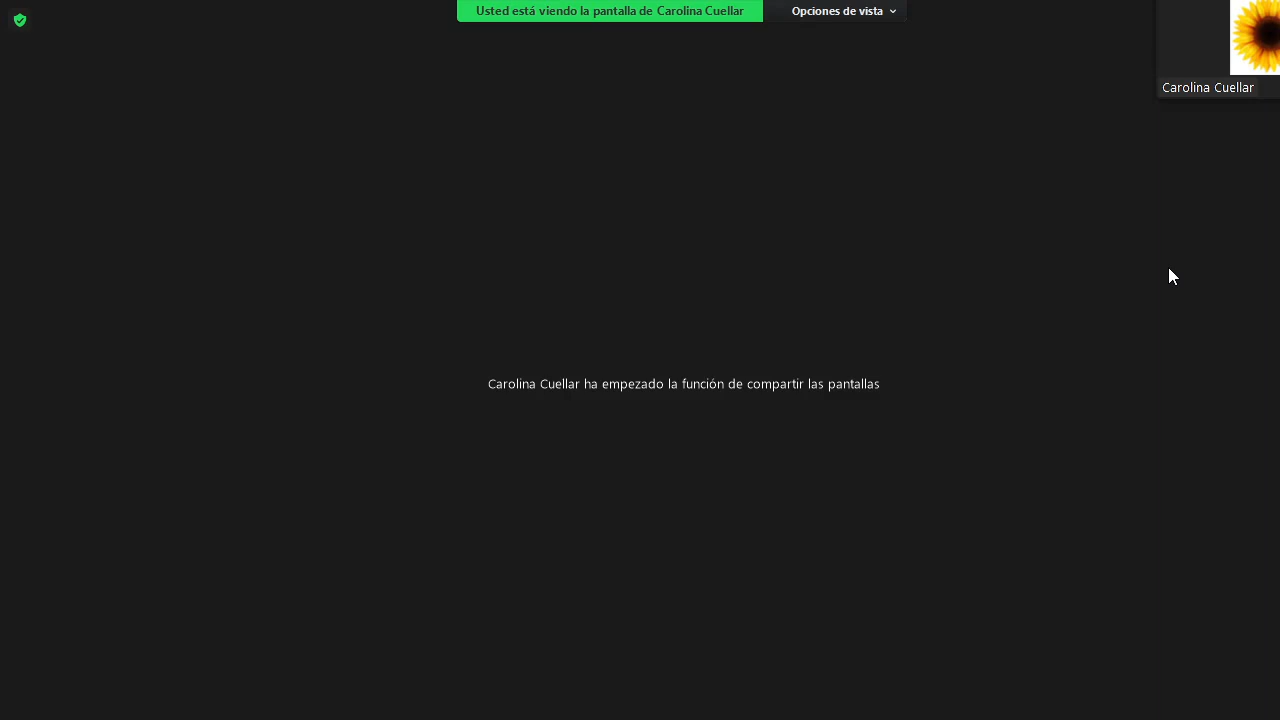 Usted está viendo la pantalla de Carolina Cuellar
Opciones de vista
Carolina Cuellar
Carolina Cuellar ha empezado la función de compartir las pantallas